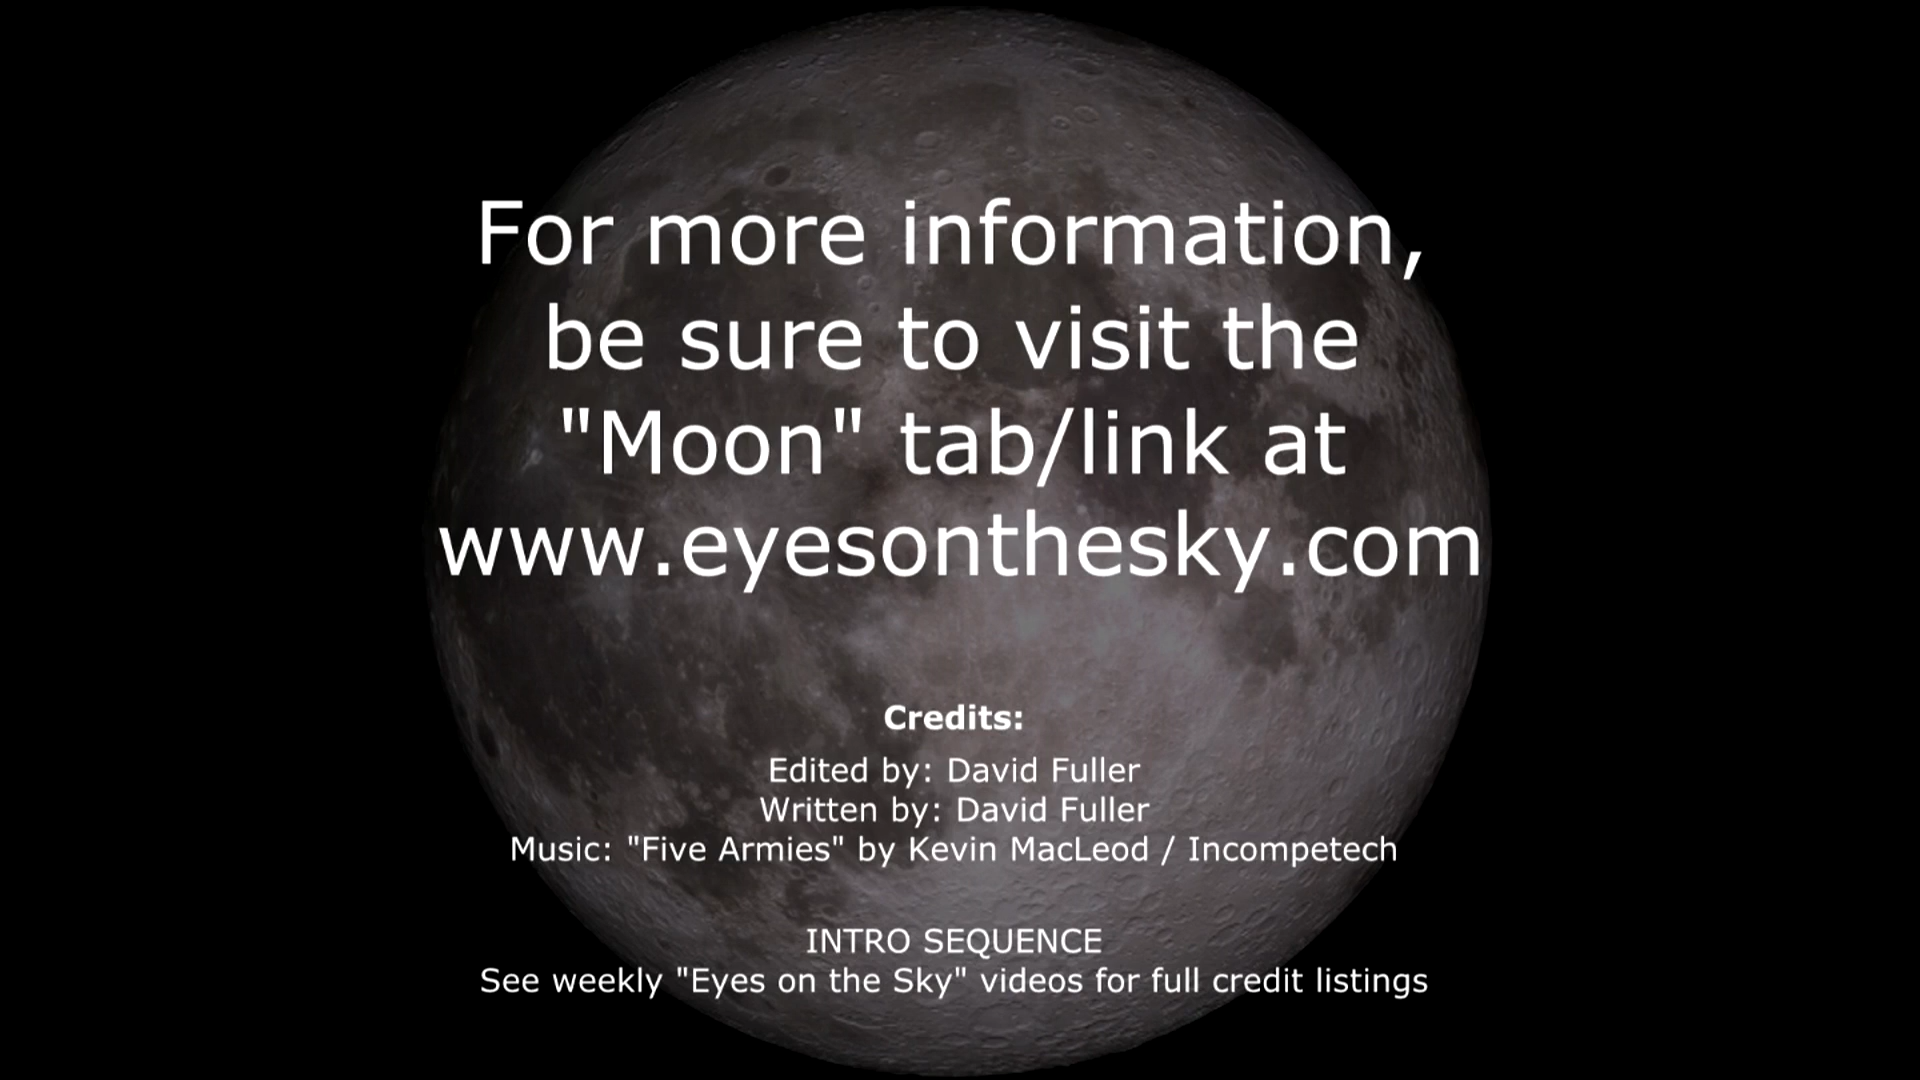 For more information,
be sure to visit the
"Moon" tab/link at
www.eyesonthesky.com
Credits:
Edited by: David Fuller
Written by: David Fuller
Music: "Five Armies" by Kevin MacLeod / Incompetech
INTRO SEQUENCE
See weekly "Eyes on the Sky" videos for full credit listings